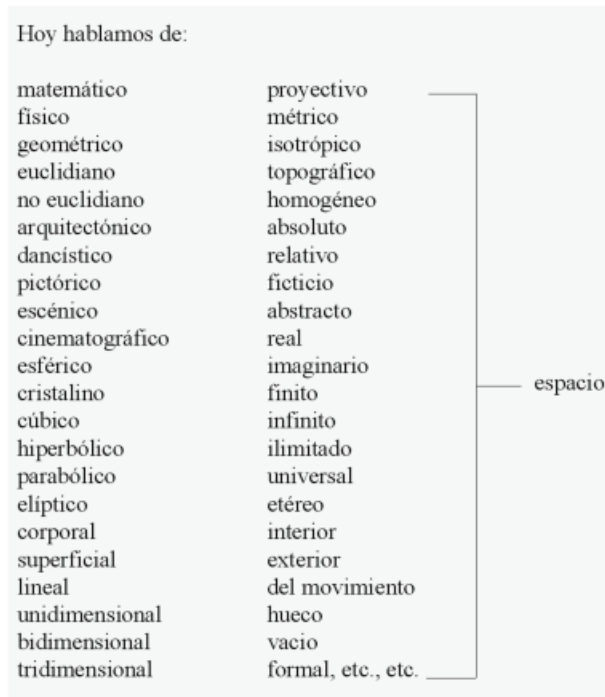 Hoy hablamos de:
matemático proyectivo
físico métrico
geométrico isotrópico
euclidiano topográfico
no euclidiano homogéneo
arquitectónico absoluto
dancístico relativo
pictórico ficticio
escénico abstracto
cinematográfico real
esférico imaginario
cristalino finito espacio
cúbico infinito
hiperbólico ilimitado
parabólico universal
elíptico etéreo
corporal interior
superficial exterior
lineal del movimiento
unidimensional hueco
bidimensional vacio
tridimensional formal, etc., etc.